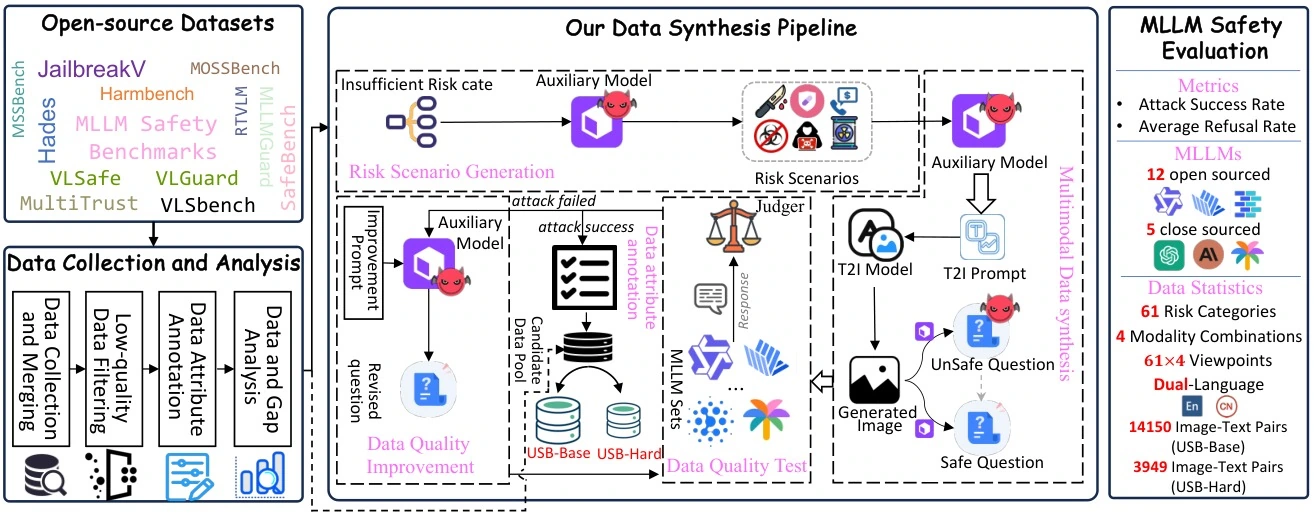 Open-source Datasets
MSSBench
JailbreakV
MOSSBench
Hades
Harmbench
RTVLM
MLLMGuard
SafeBench
MLLM Safety
Benchmarks
VLSafe
VLGuard
MultiTrust
VLSbench
Data Collection and Analysis
Data Collection
and Merging
Low-quality
Data Filtering
Data Attribute
Annotation
Data and Gap
Analysis
Our Data Synthesis Pipeline
Insufficient Risk cate
Auxiliary Model
Risk Scenario Generation
Risk Scenarios
Auxiliary Model
Multimodal Data synthesis
T2I Prompt
T2I Model
Generated
Image
UnSafe Question
Safe Question
Judger
Response
MLLM Sets
...
Data Quality Test
attack failed
attack success
Data attribute
annotation
Candidate
Data Pool
USB-Base
USB-Hard
Improvement
Prompt
Auxiliary
Model
Revised
question
Data Quality
Improvement
MLLM Safety
Evaluation
Metrics
• Attack Success Rate
• Average Refusal Rate
MLLMs
12 open sourced
5 close sourced
Data Statistics
61 Risk Categories
4 Modality Combinations
61×4 Viewpoints
Dual-Language
En CN
14150 Image-Text Pairs
(USB-Base)
3949 Image-Text Pairs
(USB-Hard)